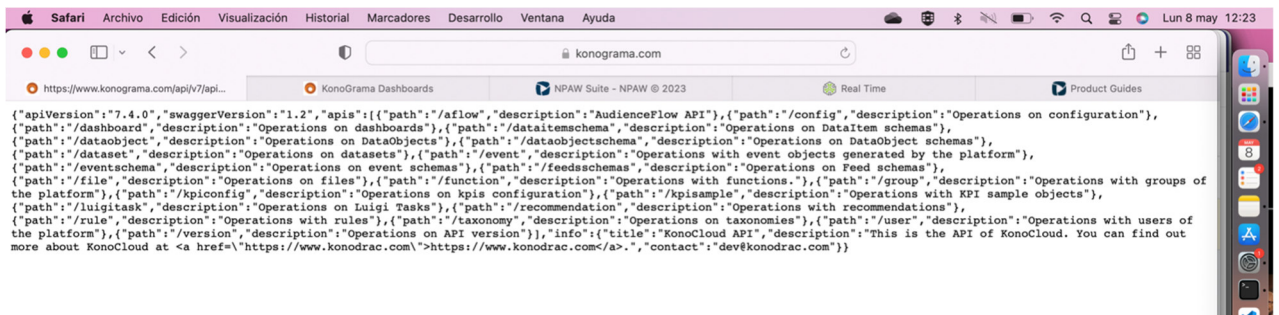 Safari Archivo Edición Visualización Historial Marcadores Desarrollo Ventana Ayuda Lun 8 may 12:23
konograma.com
https://www.konograma.com/api/v7/api... KonoGrama Dashboards NPAW Suite - NPAW © 2023 Real Time Product Guides
{"apiVersion":"7.4.0","swaggerVersion":"1.2","apis":[{"path":"/aflow","description":"AudienceFlow API"},{"path":"/config","description":"Operations on configuration"},
{"path":"/dashboard","description":"Operations on dashboards"},{"path":"/dataitemschema","description":"Operations on DataItem schemas"},
{"path":"/dataobject","description":"Operations on DataObjects"},{"path":"/dataobjectschema","description":"Operations on DataObject schemas"},
{"path":"/dataset","description":"Operations on datasets"},{"path":"/event","description":"Operations with event objects generated by the platform"},
{"path":"/eventschema","description":"Operations on event schemas"},{"path":"/feedsschemas","description":"Operations on Feed schemas"},
{"path":"/file","description":"Operations on files"},{"path":"/function","description":"Operations with functions."},{"path":"/group","description":"Operations with groups of
the platform"},{"path":"/kpiconfig","description":"Operations on kpis configuration"},{"path":"/kpisample","description":"Operations with KPI sample objects"},
{"path":"/luigitask","description":"Operations on Luigi Tasks"},{"path":"/recommendation","description":"Operations with recommendations"},
{"path":"/rule","description":"Operations with rules"},{"path":"/taxonomy","description":"Operations on taxonomies"},{"path":"/user","description":"Operations with users of
the platform"},{"path":"/version","description":"Operations on API version"}],"info":{"title":"KonoCloud API","description":"This is the API of KonoCloud. You can find out
more about KonoCloud at <a href=\"https://www.konodrac.com\">https://www.konodrac.com</a>.","contact":"dev@konodrac.com"}}
8